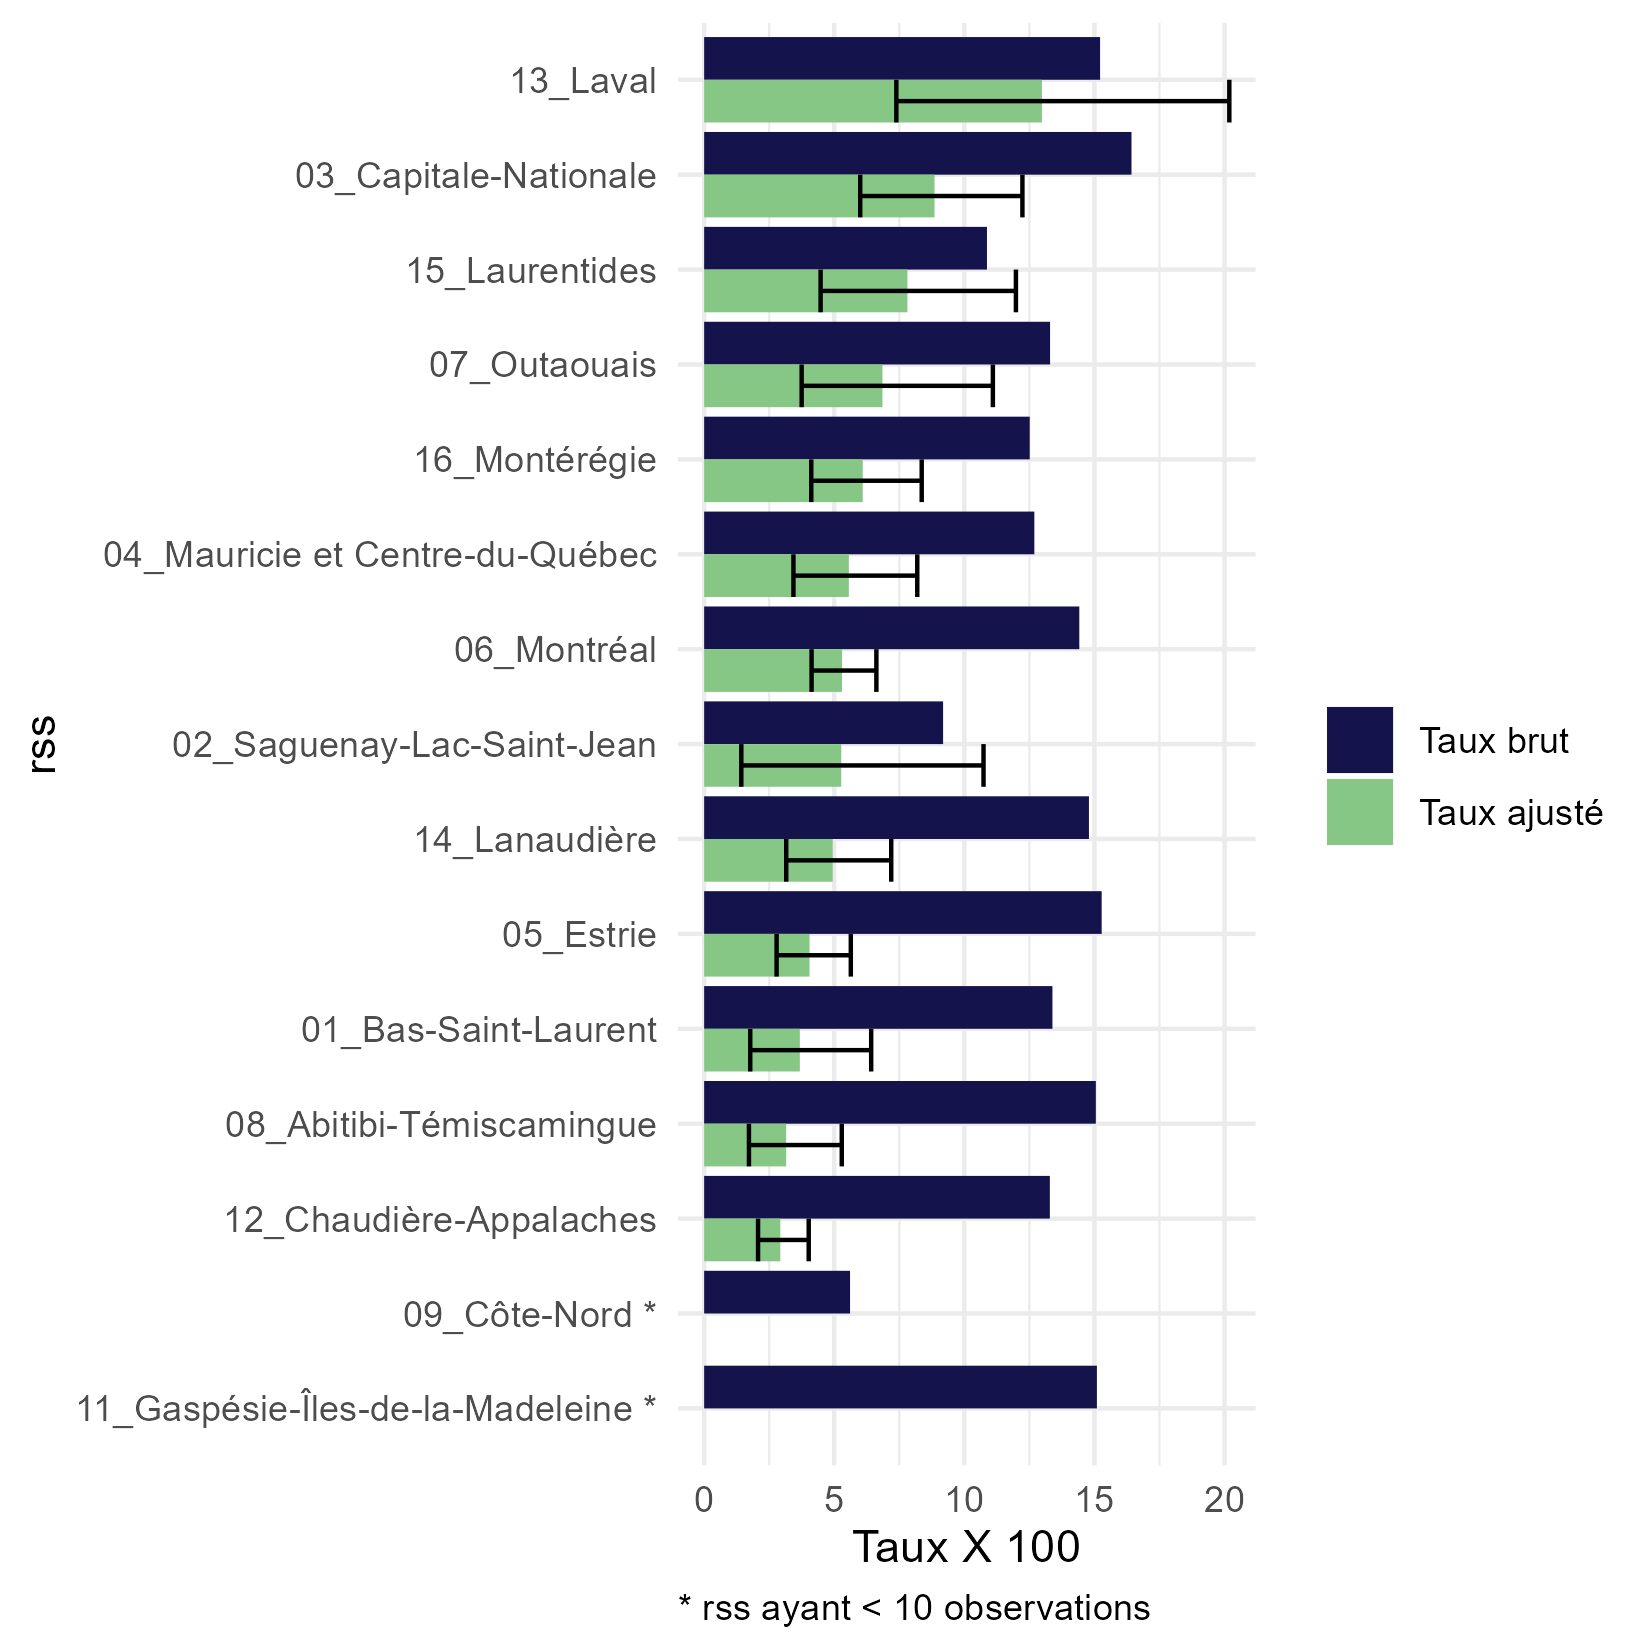 13_Laval
03_Capitale-Nationale
15_Laurentides
07_Outaouais
16_Montérégie
04_Mauricie et Centre-du-Québec
06_Montréal
02_Saguenay-Lac-Saint-Jean
14_Lanaudière
05_Estrie
01_Bas-Saint-Laurent
08_Abitibi-Témiscamingue
12_Chaudière-Appalaches
09_Côte-Nord *
11_Gaspésie-Îles-de-la-Madeleine *
rss
0 5 10 15 20
Taux X 100
* rss ayant < 10 observations
Taux brut
Taux ajusté